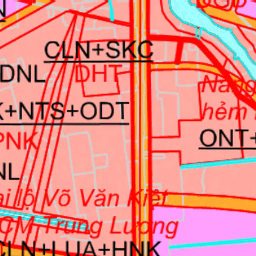 CLN+SKC
DNL
DHT
+NTS+ODT
hẻm
PNK
ONT+
NL
lộ Võ Văn Kiệt
CM-Trung Lương
CLN+LUA+HNK